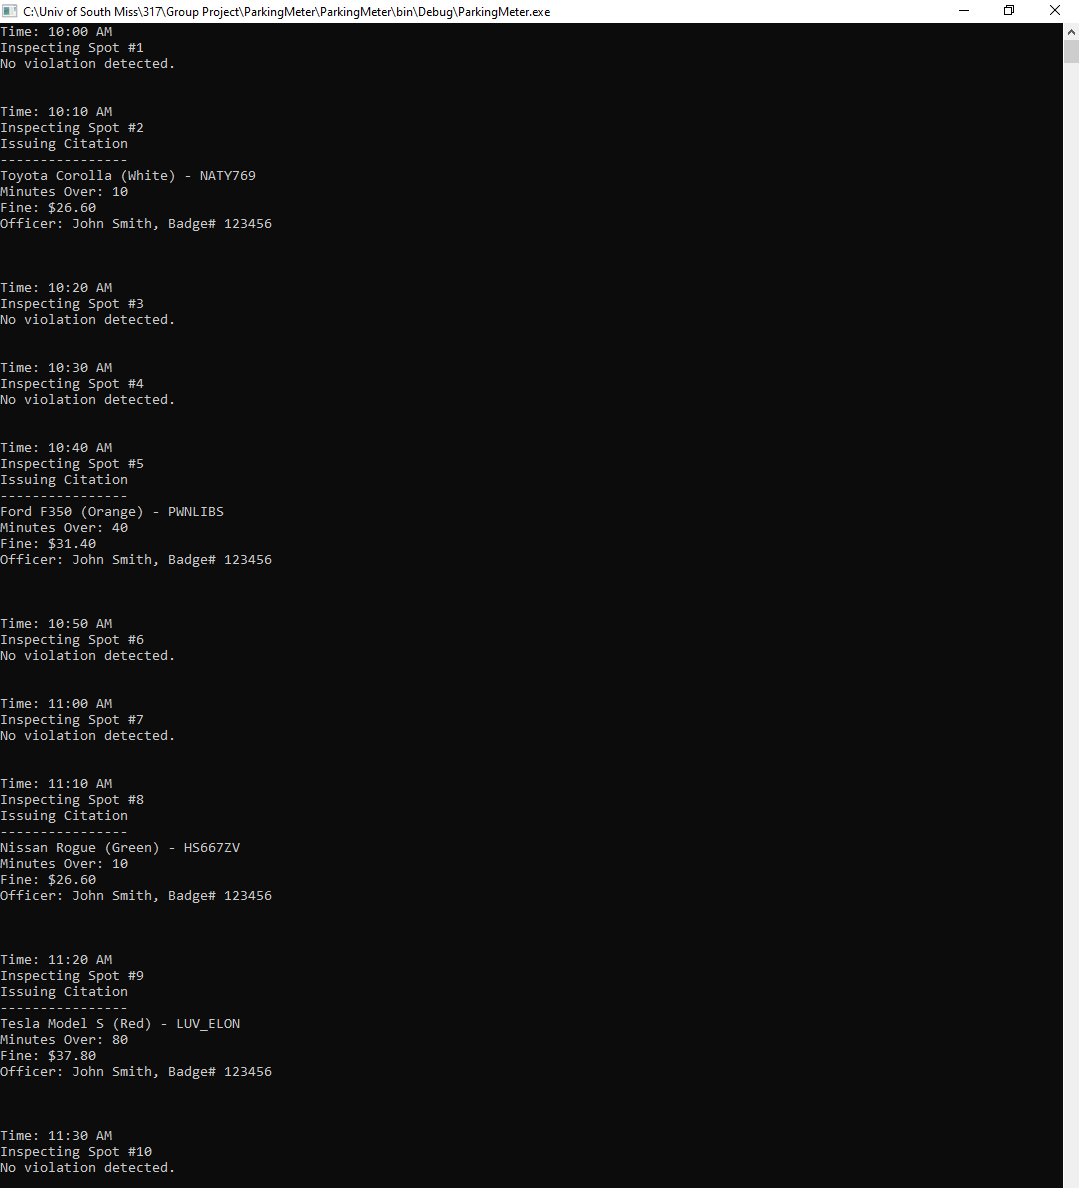 C:\Univ of South Miss\317\Group Project\ParkingMeter\ParkingMeter\bin\Debug\ParkingMeter.exe
Time: 10:00 AM
Inspecting Spot #1
No violation detected.
Time: 10:10 AM
Inspecting Spot #2
Issuing Citation
----------------
Toyota Corolla (White) - NATY769
Minutes Over: 10
Fine: $26.60
Officer: John Smith, Badge# 123456
Time: 10:20 AM
Inspecting Spot #3
No violation detected.
Time: 10:30 AM
Inspecting Spot #4
No violation detected.
Time: 10:40 AM
Inspecting Spot #5
Issuing Citation
----------------
Ford F350 (Orange) - PWNLIBS
Minutes Over: 40
Fine: $31.40
Officer: John Smith, Badge# 123456
Time: 10:50 AM
Inspecting Spot #6
No violation detected.
Time: 11:00 AM
Inspecting Spot #7
No violation detected.
Time: 11:10 AM
Inspecting Spot #8
Issuing Citation
----------------
Nissan Rogue (Green) - HS667ZV
Minutes Over: 10
Fine: $26.60
Officer: John Smith, Badge# 123456
Time: 11:20 AM
Inspecting Spot #9
Issuing Citation
----------------
Tesla Model S (Red) - LUV_ELON
Minutes Over: 80
Fine: $37.80
Officer: John Smith, Badge# 123456
Time: 11:30 AM
Inspecting Spot #10
No violation detected.